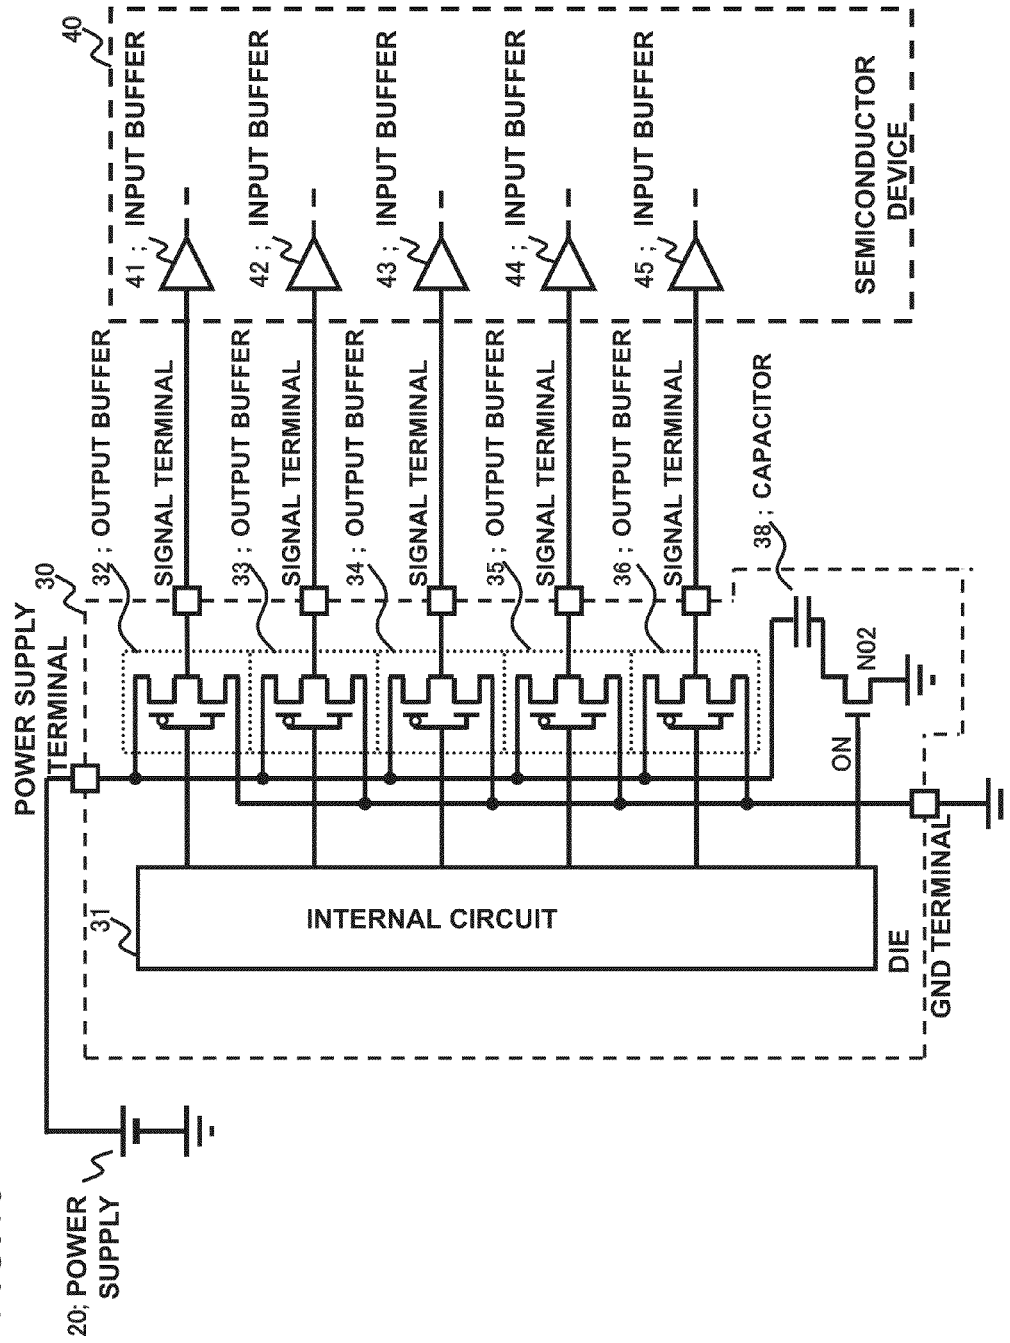 40
41 ; INPUT BUFFER
42 ; INPUT BUFFER
43 ; INPUT BUFFER
44 ; INPUT BUFFER
45 ; INPUT BUFFER
SEMICONDUCTOR
DEVICE
32 ; OUTPUT BUFFER
SIGNAL TERMINAL
33 ; OUTPUT BUFFER
SIGNAL TERMINAL
34 ; OUTPUT BUFFER
SIGNAL TERMINAL
35 ; OUTPUT BUFFER
SIGNAL TERMINAL
36 ; OUTPUT BUFFER
SIGNAL TERMINAL
38 ; CAPACITOR
30
POWER SUPPLY
TERMINAL
N02
ON
31
INTERNAL CIRCUIT
DIE
GND TERMINAL
20; POWER
SUPPLY